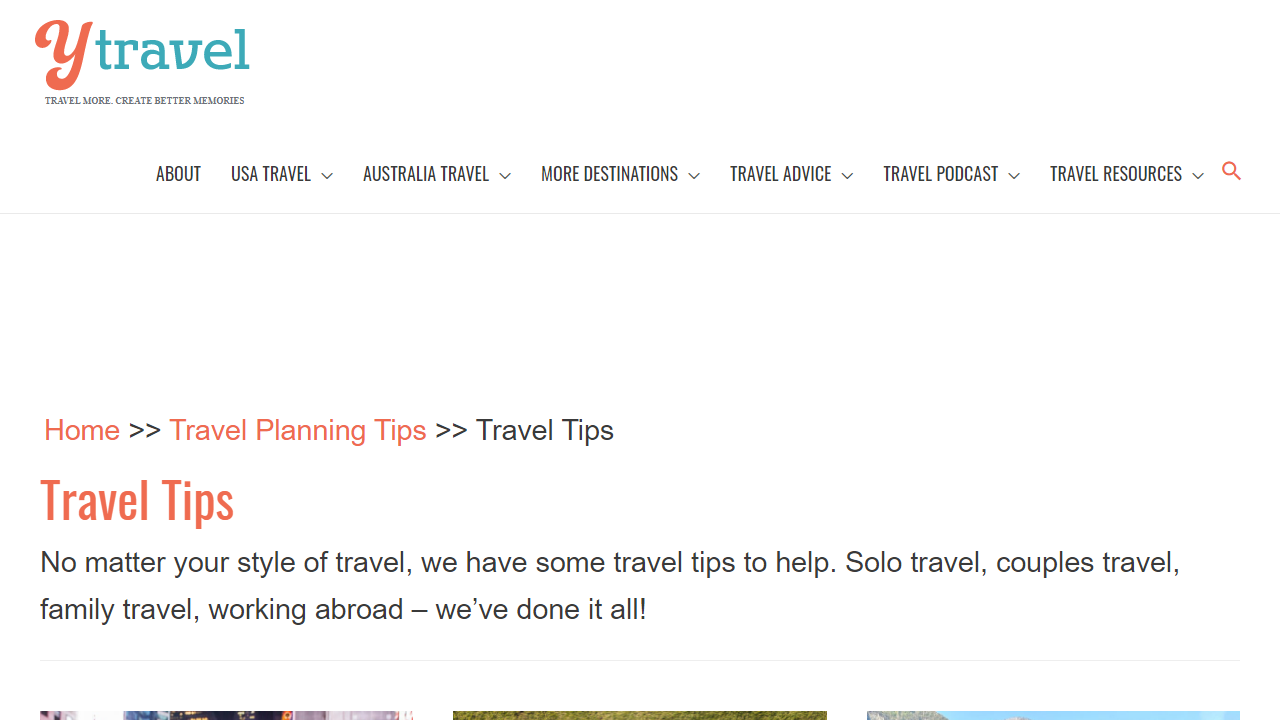 ytravel
TRAVEL MORE. CREATE BETTER MEMORIES
ABOUT USA TRAVEL AUSTRALIA TRAVEL MORE DESTINATIONS TRAVEL ADVICE TRAVEL PODCAST TRAVEL RESOURCES
Home >> Travel Planning Tips >> Travel Tips
Travel Tips
No matter your style of travel, we have some travel tips to help. Solo travel, couples travel,
family travel, working abroad – we’ve done it all!